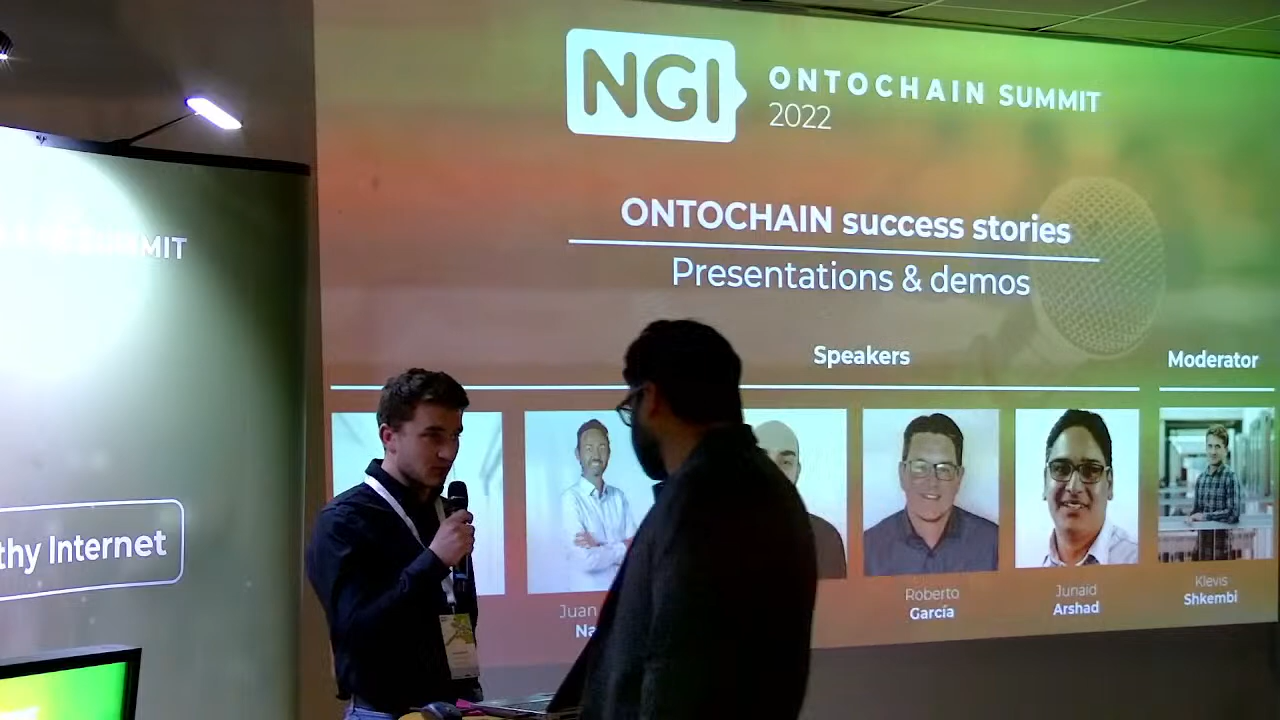 NGI
ONTOCHAIN SUMMIT
2022
ONTOCHAIN success stories
Presentations & demos
Speakers
Moderator
Juan
Roberto
García
Junaid
Arshad
Klevis
Shkembi
thy Internet